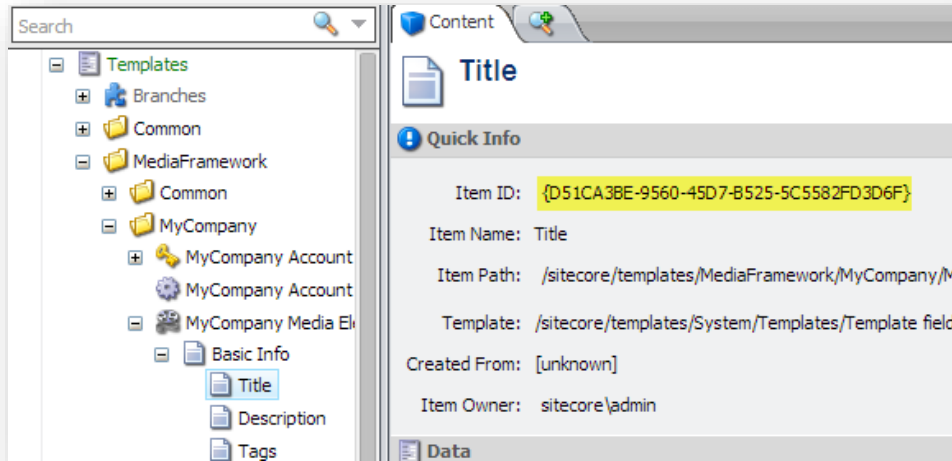 Search
Templates
Branches
Common
MediaFramework
Common
MyCompany
MyCompany Account
MyCompany Account
MyCompany Media
Basic Info
Title
Description
Tags
Content
Title
Quick Info
Item ID: {D51CA3BE-9560-45D7-B525-5C5582FD3D6F}
Item Name: Title
Item Path: /sitecore/templates/MediaFramework/MyCompany/M
Template: /sitecore/templates/System/Templates/Template field
Created From: [unknown]
Item Owner: sitecore\admin
Data